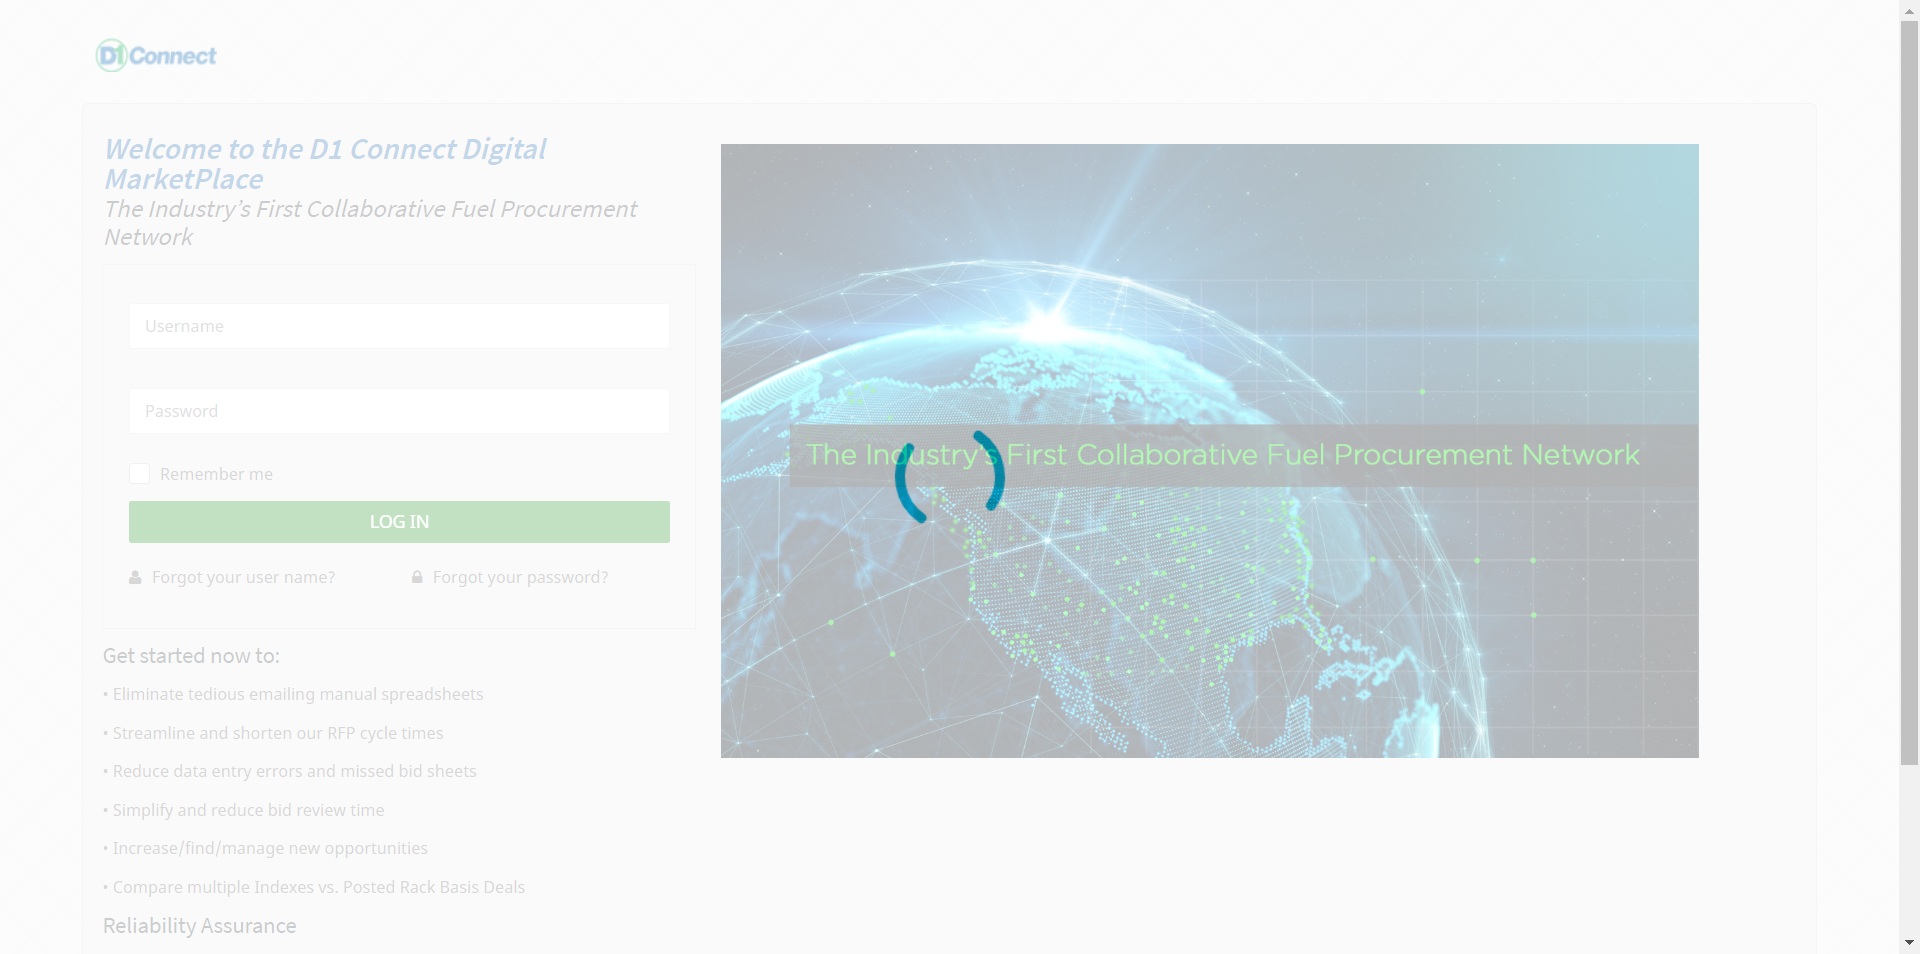 D1 Connect
Welcome to the D1 Connect Digital
MarketPlace
The Industry’s First Collaborative Fuel Procurement
Network
Username
Password
Remember me
LOG IN
Forgot your user name?
Forgot your password?
Get started now to:
• Eliminate tedious emailing manual spreadsheets
• Streamline and shorten our RFP cycle times
• Reduce data entry errors and missed bid sheets
• Simplify and reduce bid review time
• Increase/find/manage new opportunities
• Compare multiple Indexes vs. Posted Rack Basis Deals
Reliability Assurance
The Industry's First Collaborative Fuel Procurement Network